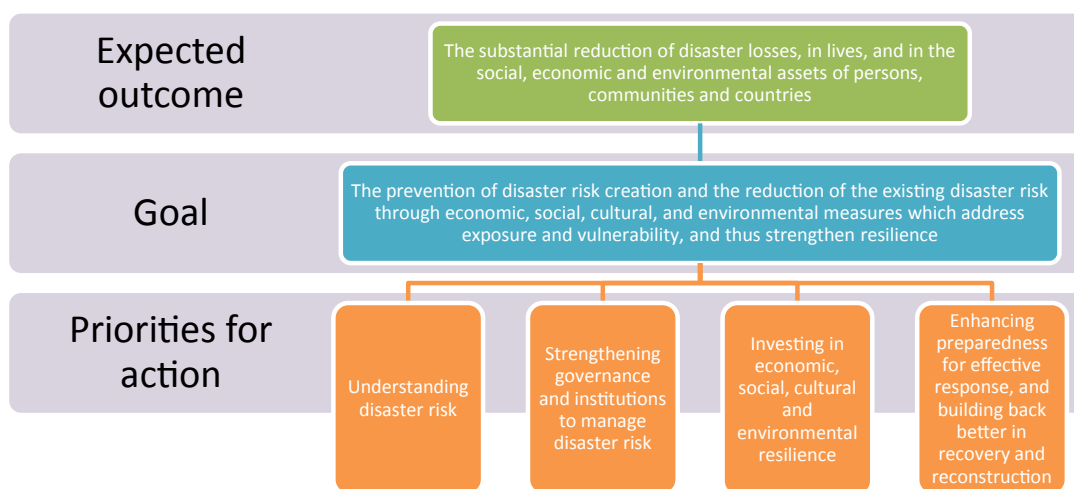 Expected
outcome
The substantial reduction of disaster losses, in lives, and in the
social, economic and environmental assets of persons,
communities and countries
Goal
The prevention of disaster risk creation and the reduction of the existing disaster risk
through economic, social, cultural, and environmental measures which address
exposure and vulnerability, and thus strengthen resilience
Priorities for
action
Understanding
disaster risk
Strengthening
governance
and institutions
to manage
disaster risk
Investing in
economic,
social, cultural
and
environmental
resilience
Enhancing
preparedness
for effective
response, and
building back
better in
recovery and
reconstruction